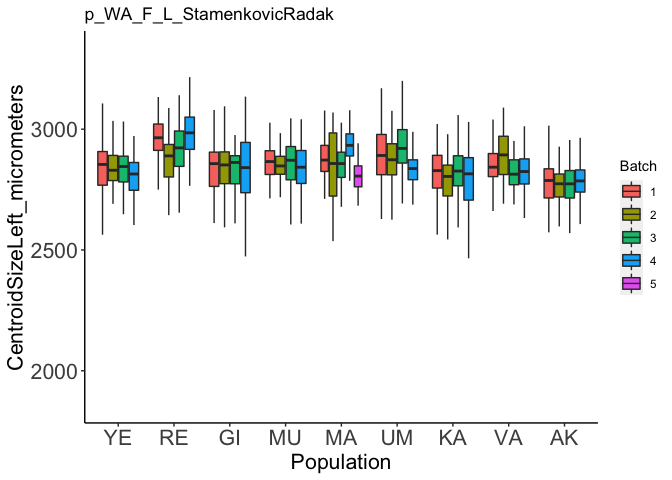 p_WA_F_L_StamenkovicRadak
CentroidSizeLeft_micrometers
3000
2500
2000
YE RE GI MU MA UM KA VA AK
Population
Batch
1
2
3
4
5